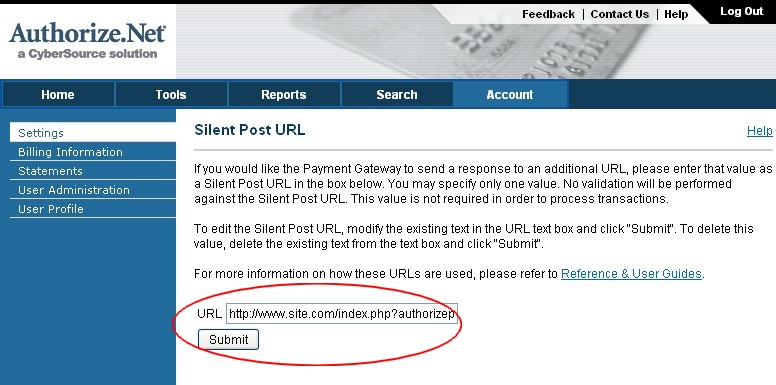 Feedback | Contact Us | Help Log Out
Authorize.Net
a CyberSource solution
Home Tools Reports Search Account
Settings
Billing Information
Statements
User Administration
User Profile
Silent Post URL Help
If you would like the Payment Gateway to send a response to an additional URL, please enter that value as
a Silent Post URL in the box below. You may specify only one value. No validation will be performed
against the Silent Post URL. This value is not required in order to process transactions.
To edit the Silent Post URL, modify the existing text in the URL text box and click "Submit". To delete this
value, delete the existing text from the text box and click "Submit".
For more information on how these URLs are used, please refer to Reference & User Guides.
URL http://www.site.com/index.php?authorizep
Submit